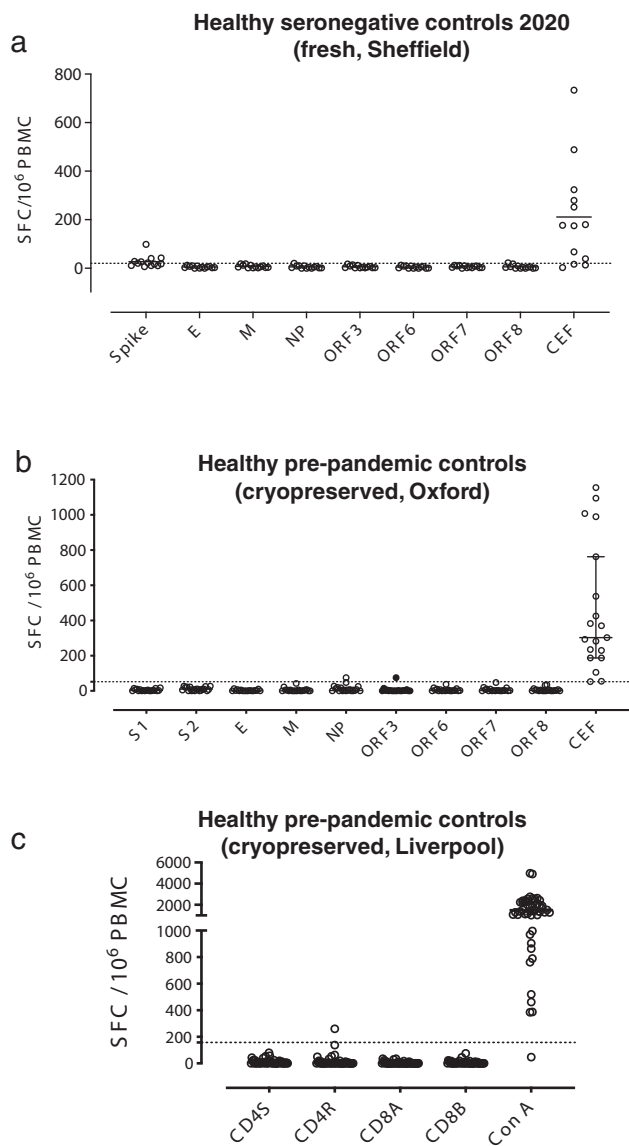 a
Healthy seronegative controls 2020
(fresh, Sheffield)
SFC/10⁶ PBMC
800
600
400
200
0
Spike E M NP ORF3 ORF6 ORF7 ORF8 CEF
b
Healthy pre-pandemic controls
(cryopreserved, Oxford)
SFC / 10⁶ PBMC
1200
1000
800
600
400
200
0
S1 S2 E M NP ORF3 ORF6 ORF7 ORF8 CEF
c
Healthy pre-pandemic controls
(cryopreserved, Liverpool)
SFC / 10⁶ PBMC
6000
4000
2000
1000
800
600
400
200
0
CD4S CD4R CD8A CD8B Con A